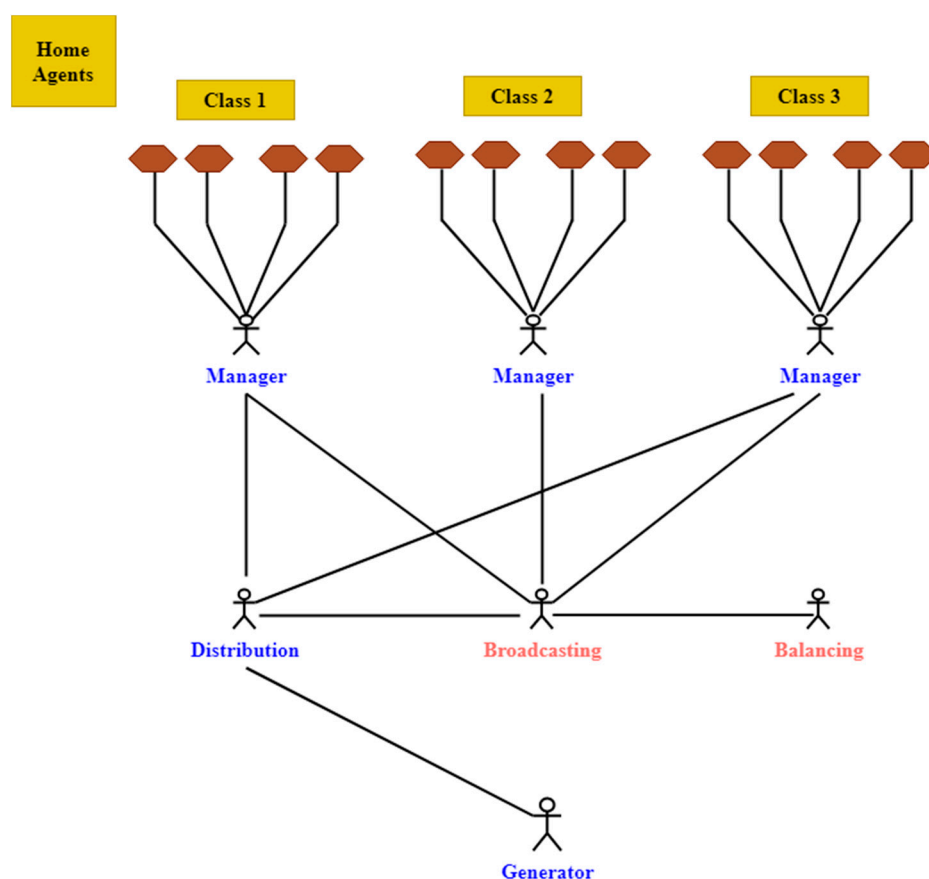 Home
Agents
Class 1
Class 2
Class 3
Manager
Manager
Manager
Distribution
Broadcasting
Balancing
Generator